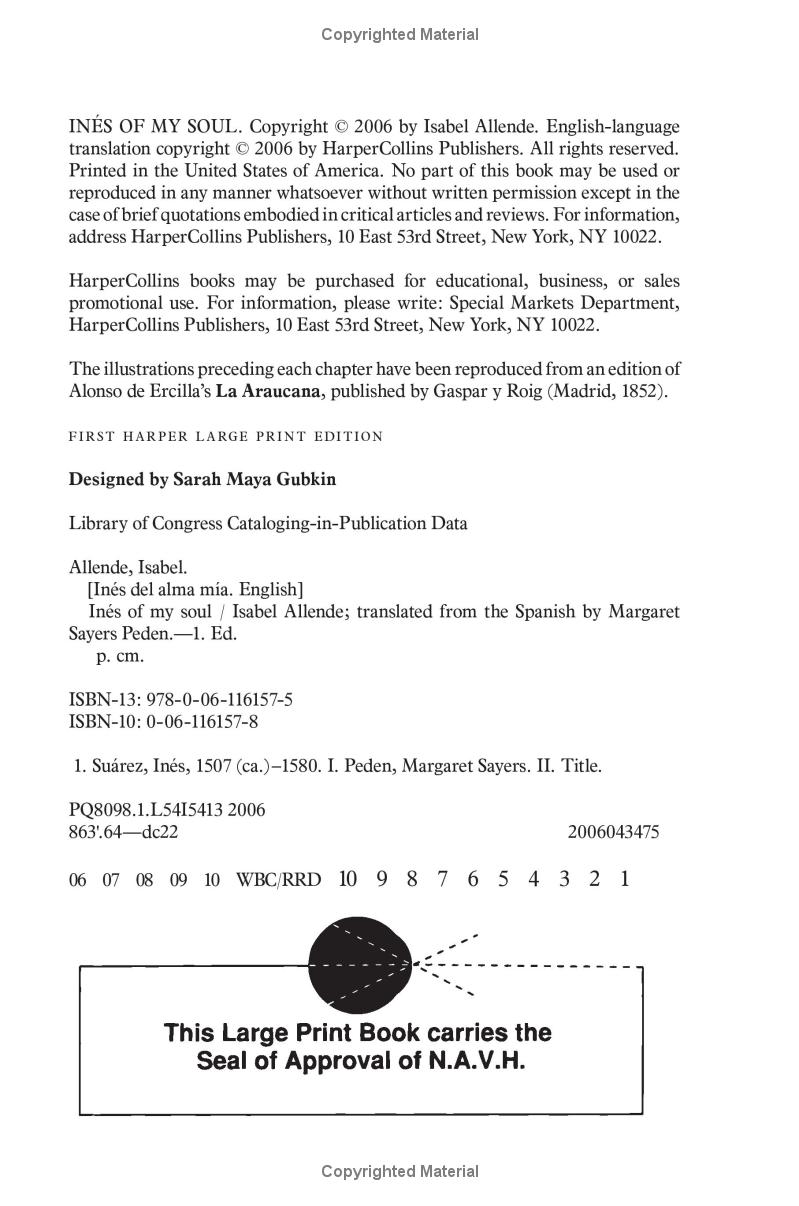 Copyrighted Material
INÉS OF MY SOUL. Copyright © 2006 by Isabel Allende. English-language
translation copyright © 2006 by HarperCollins Publishers. All rights reserved.
Printed in the United States of America. No part of this book may be used or
reproduced in any manner whatsoever without written permission except in the
case of brief quotations embodied in critical articles and reviews. For information,
address HarperCollins Publishers, 10 East 53rd Street, New York, NY 10022.
HarperCollins books may be purchased for educational, business, or sales
promotional use. For information, please write: Special Markets Department,
HarperCollins Publishers, 10 East 53rd Street, New York, NY 10022.
The illustrations preceding each chapter have been reproduced from an edition of
Alonso de Ercilla's La Araucana, published by Gaspar y Roig (Madrid, 1852).
FIRST HARPER LARGE PRINT EDITION
Designed by Sarah Maya Gubkin
Library of Congress Cataloging-in-Publication Data
Allende, Isabel.
[Inés del alma mía. English]
Inés of my soul / Isabel Allende; translated from the Spanish by Margaret
Sayers Peden.—1. Ed.
p. cm.
ISBN-13: 978-0-06-116157-5
ISBN-10: 0-06-116157-8
1. Suárez, Inés, 1507 (ca.)–1580. I. Peden, Margaret Sayers. II. Title.
PQ8098.1.L54I5413 2006
863'.64—dc22 2006043475
06 07 08 09 10 WBC/RRD 10 9 8 7 6 5 4 3 2 1
This Large Print Book carries the
Seal of Approval of N.A.V.H.
Copyrighted Material